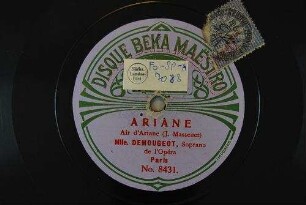 DISQUE BEKA MAESTRO
ARIANE
Air d'Ariane (J. Massenet)
Mlle. DEMOUGEOT, Soprano
de l'Opéra
Paris
No. 8431.